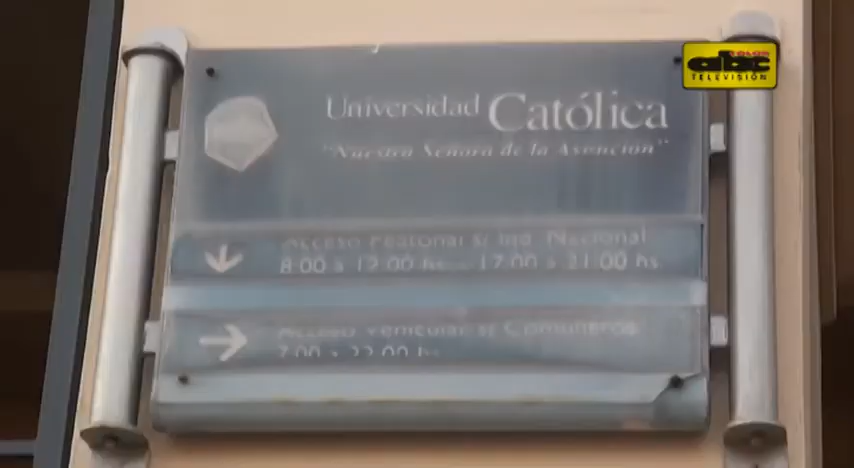 COLOR
abc
TELEVISIÓN
Universidad Católica
"Nuestra Señora de la Asunción"
Acceso Peatonal s/ Ind. Nacional
8:00 a 12:00 hs. - 17:00 a 21:00 hs.
Acceso Vehicular s/ Comuneros
7:00 a 22:00 hs.